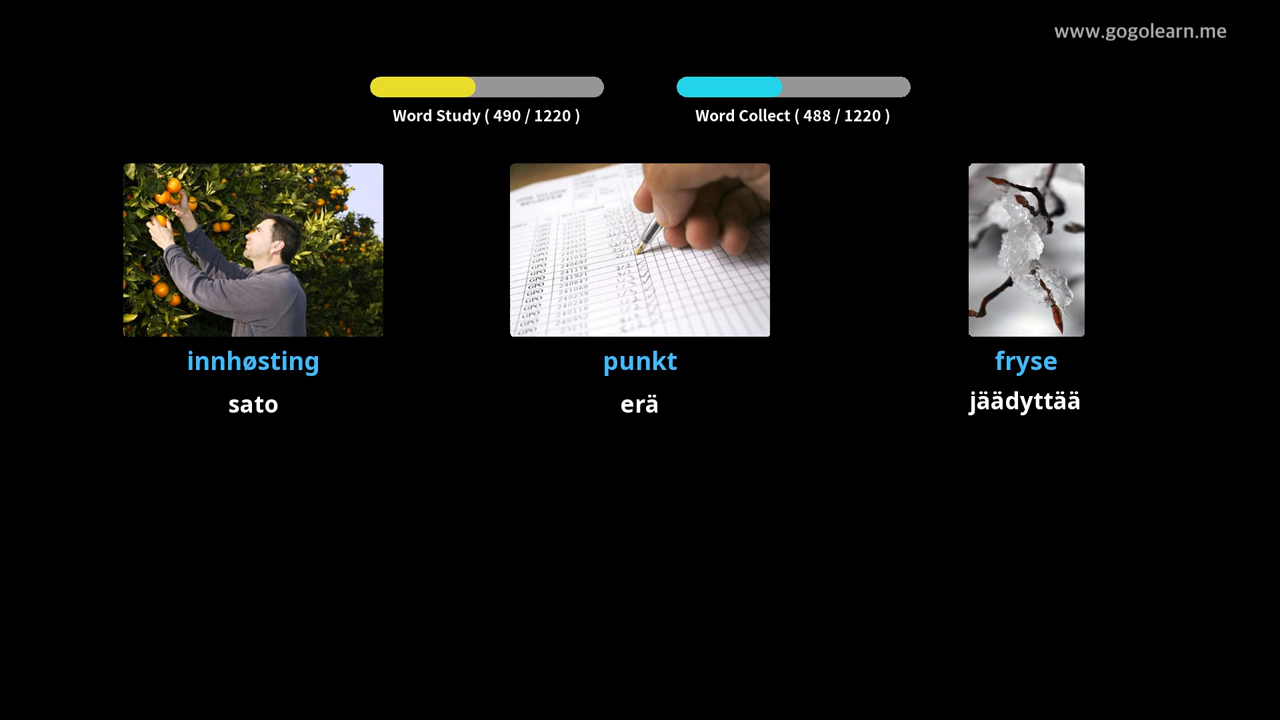 www.gogolearn.me
Word Study ( 490 / 1220 )
Word Collect ( 488 / 1220 )
innhøsting
punkt
fryse
sato
erä
jäädyttää